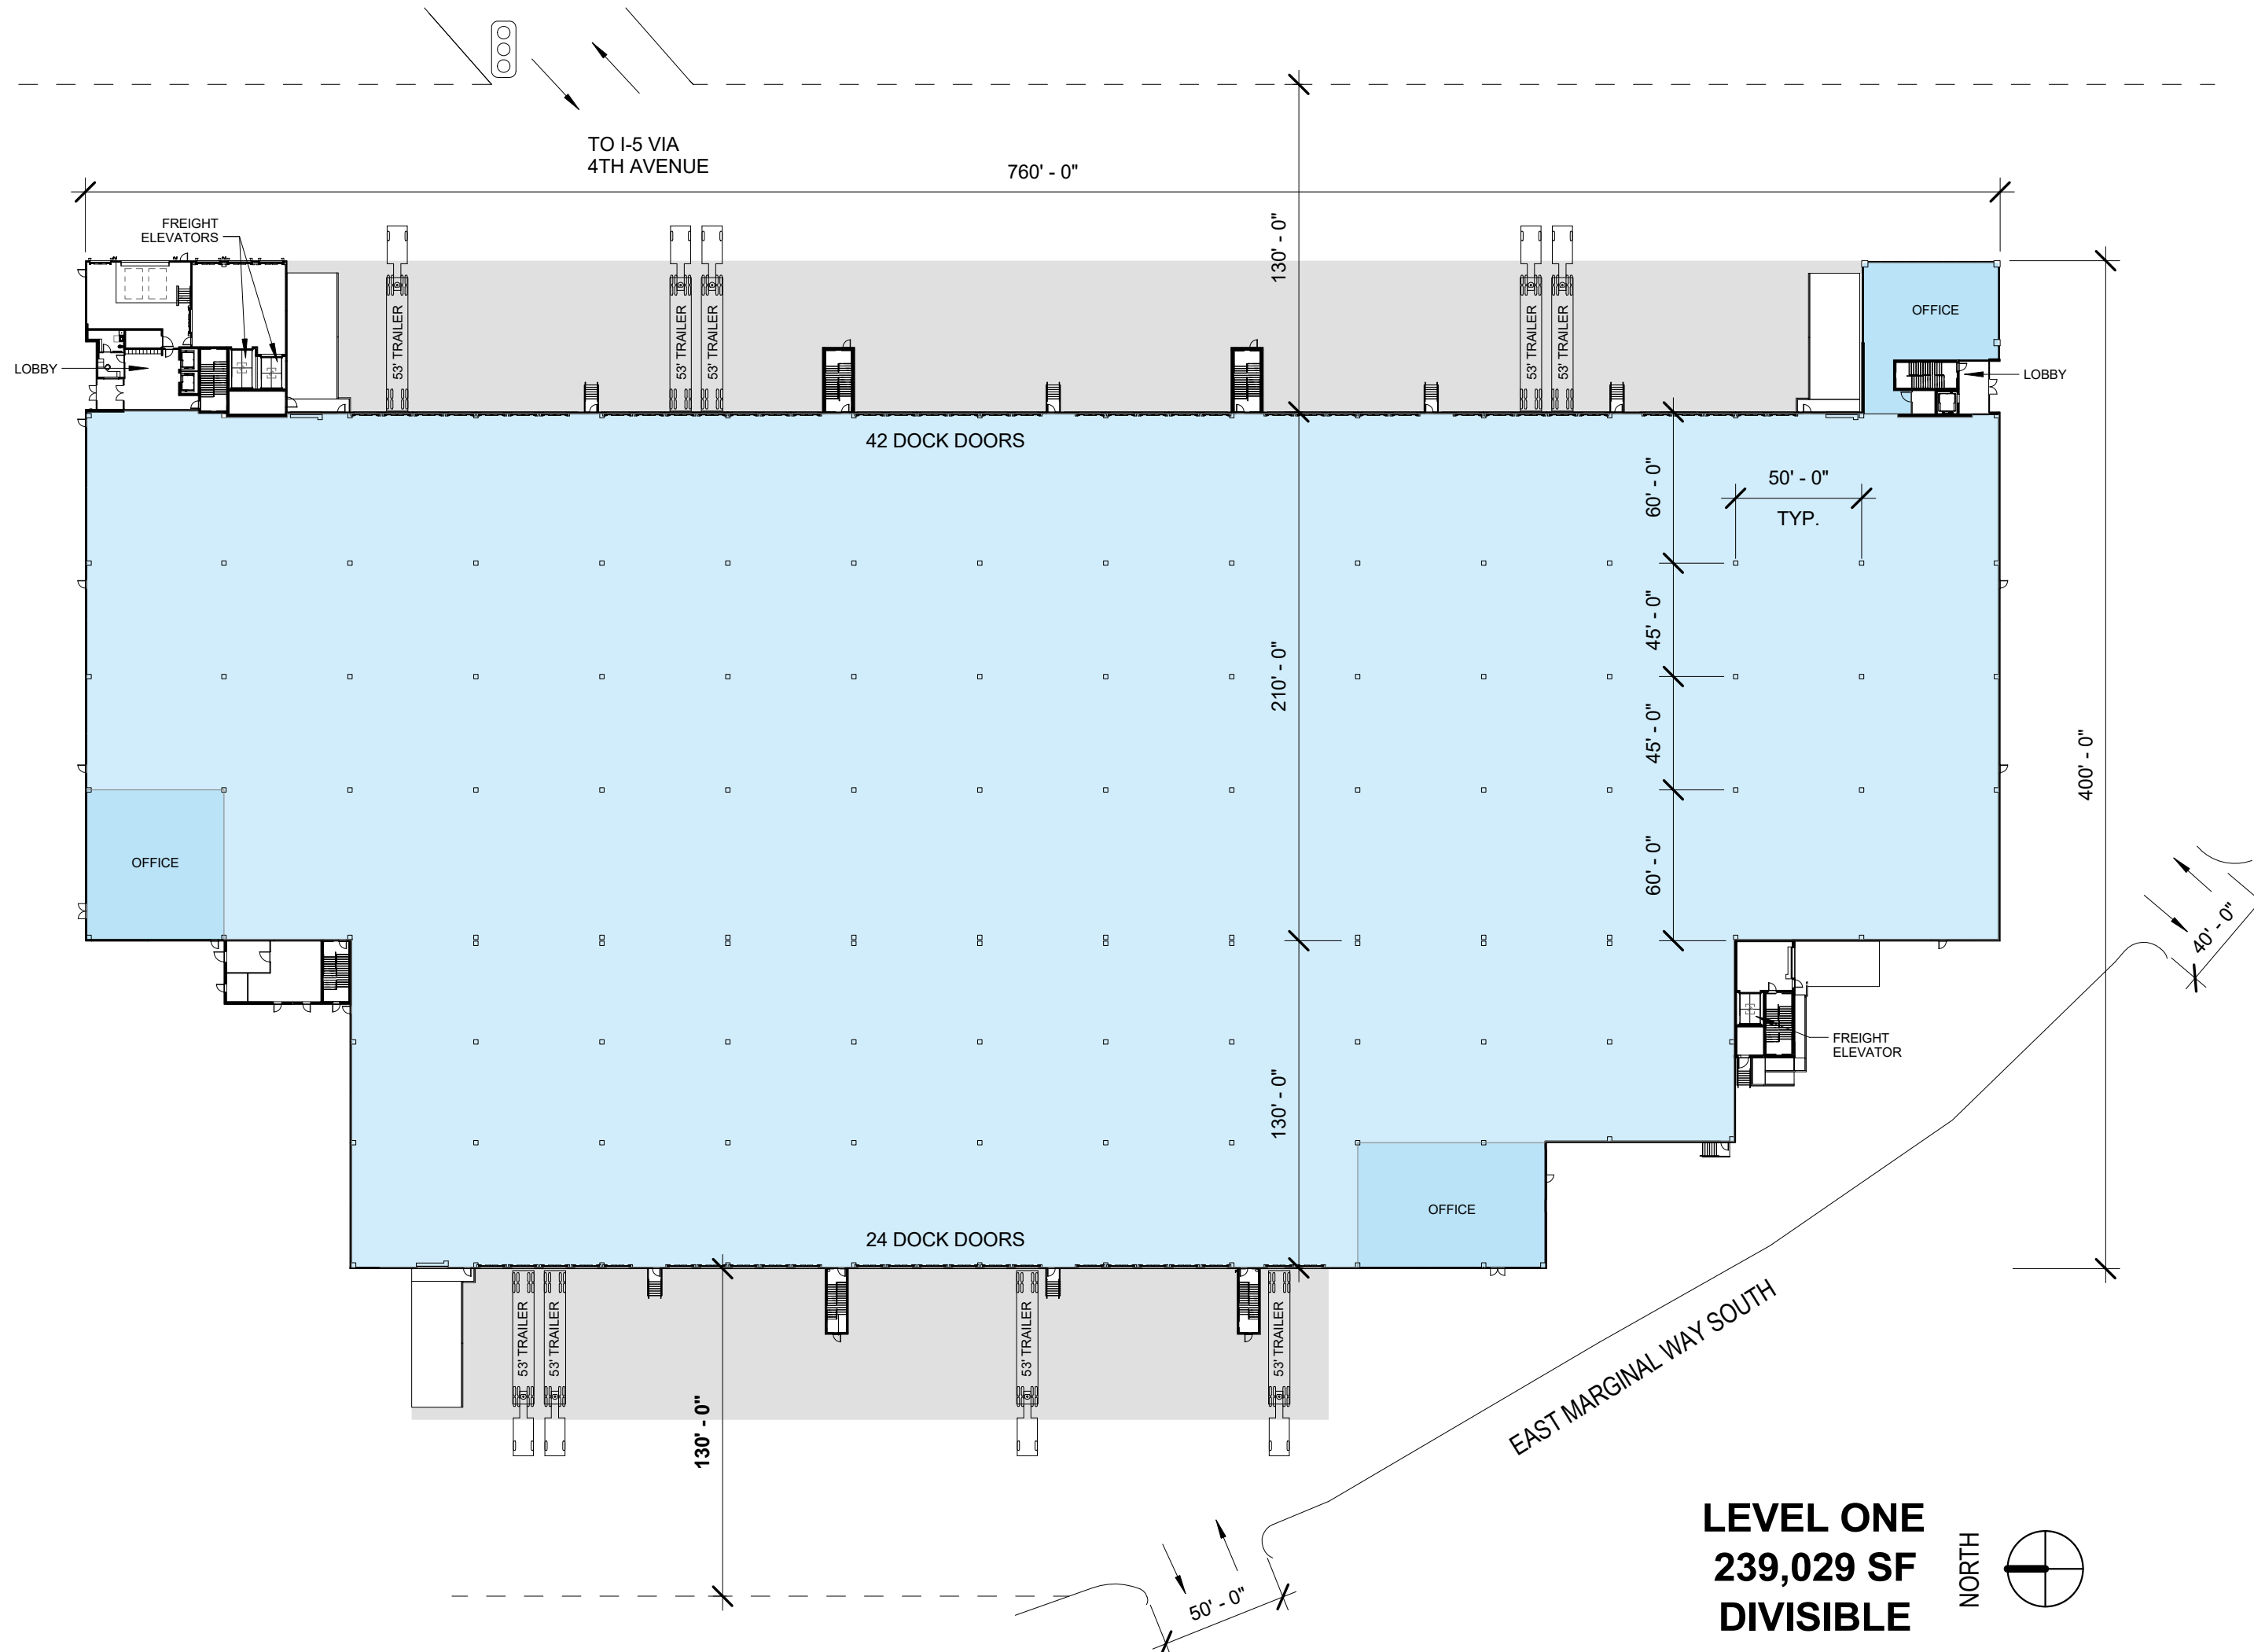 TO I-5 VIA
4TH AVENUE
760' - 0"
130' - 0"
FREIGHT
ELEVATORS
LOBBY
53' TRAILER
53' TRAILER
53' TRAILER
53' TRAILER
53' TRAILER
OFFICE
LOBBY
42 DOCK DOORS
60' - 0"
50' - 0"
TYP.
45' - 0"
210' - 0"
45' - 0"
400' - 0"
60' - 0"
OFFICE
40' - 0"
FREIGHT
ELEVATOR
130' - 0"
OFFICE
24 DOCK DOORS
53' TRAILER
53' TRAILER
53' TRAILER
53' TRAILER
130' - 0"
EAST MARGINAL WAY SOUTH
50' - 0"
LEVEL ONE
239,029 SF
DIVISIBLE
NORTH